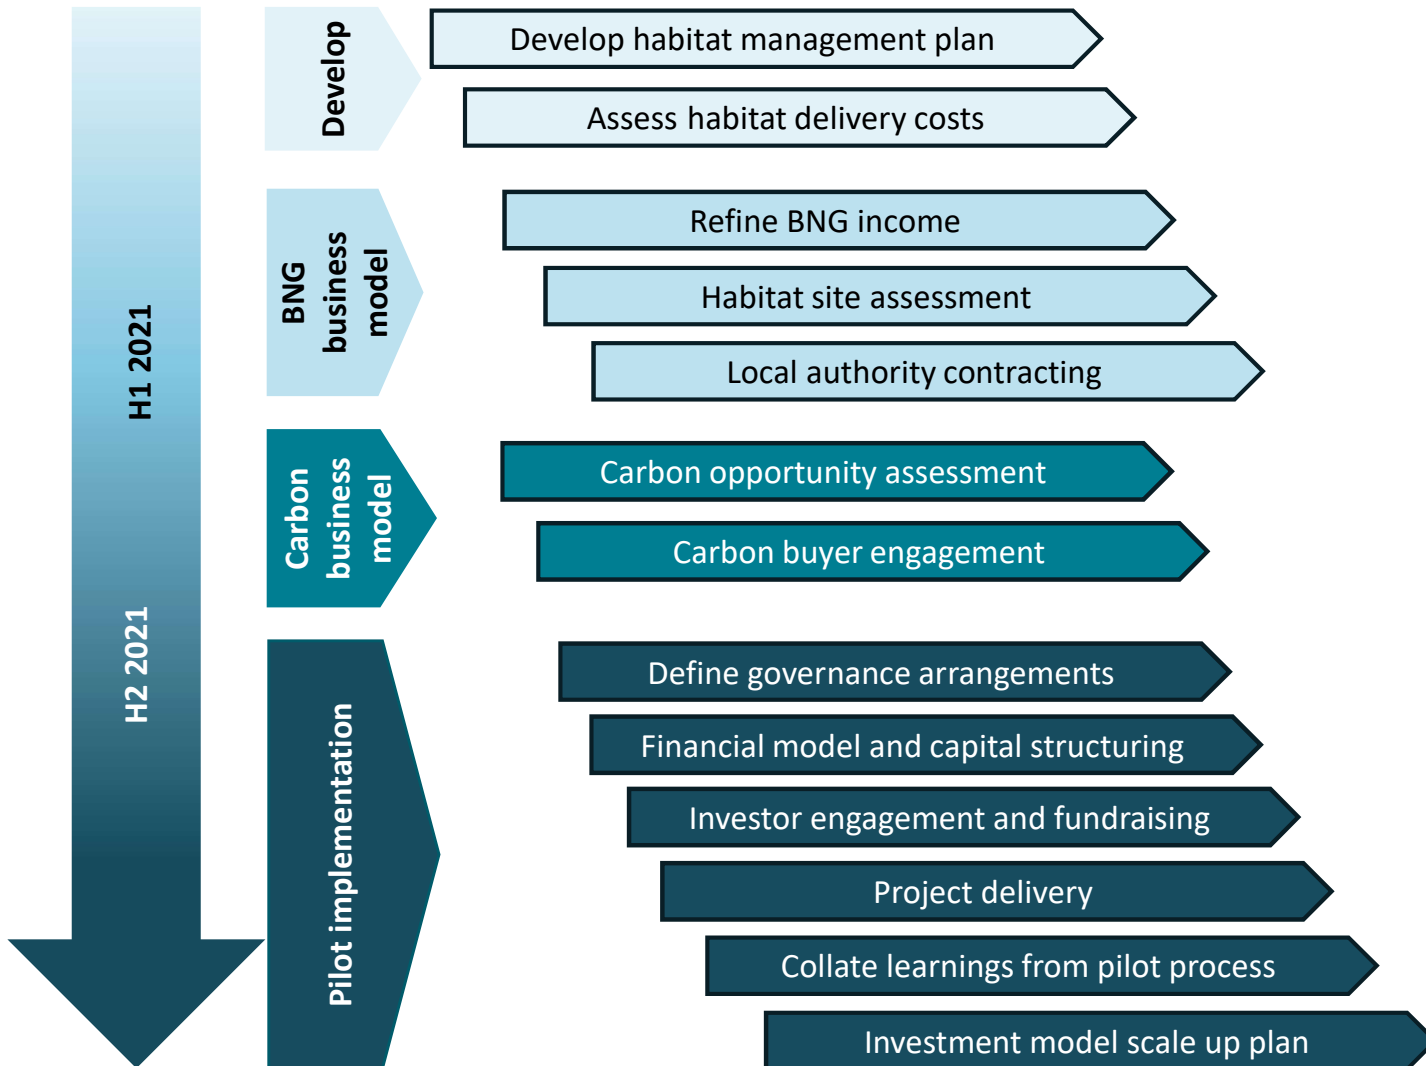 H1 2021
H2 2021
Develop
Develop habitat management plan
Assess habitat delivery costs
BNG
business
model
Refine BNG income
Habitat site assessment
Local authority contracting
Carbon
business
model
Carbon opportunity assessment
Carbon buyer engagement
Pilot implementation
Define governance arrangements
Financial model and capital structuring
Investor engagement and fundraising
Project delivery
Collate learnings from pilot process
Investment model scale up plan